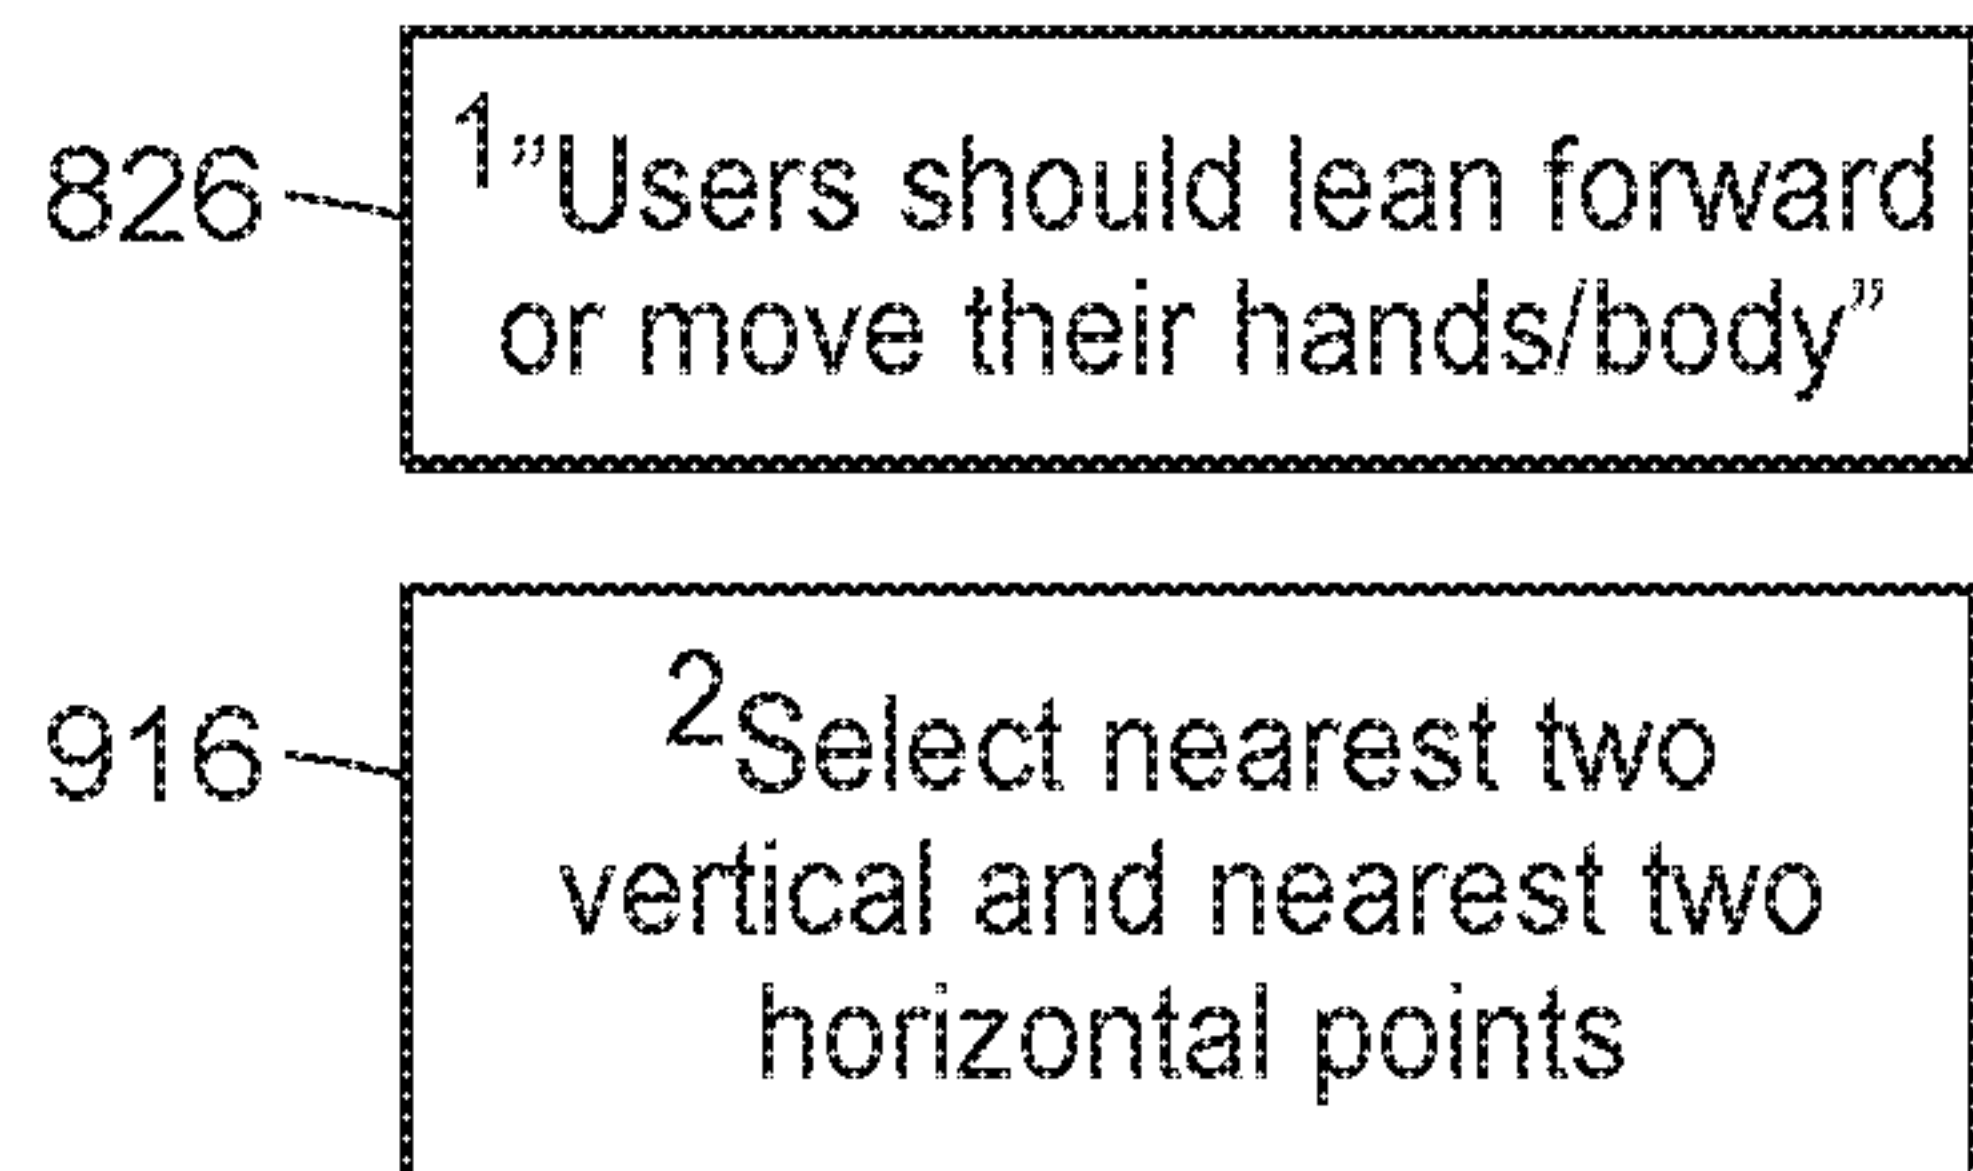 826
¹”Users should lean forward
or move their hands/body”
916
²Select nearest two
vertical and nearest two
horizontal points